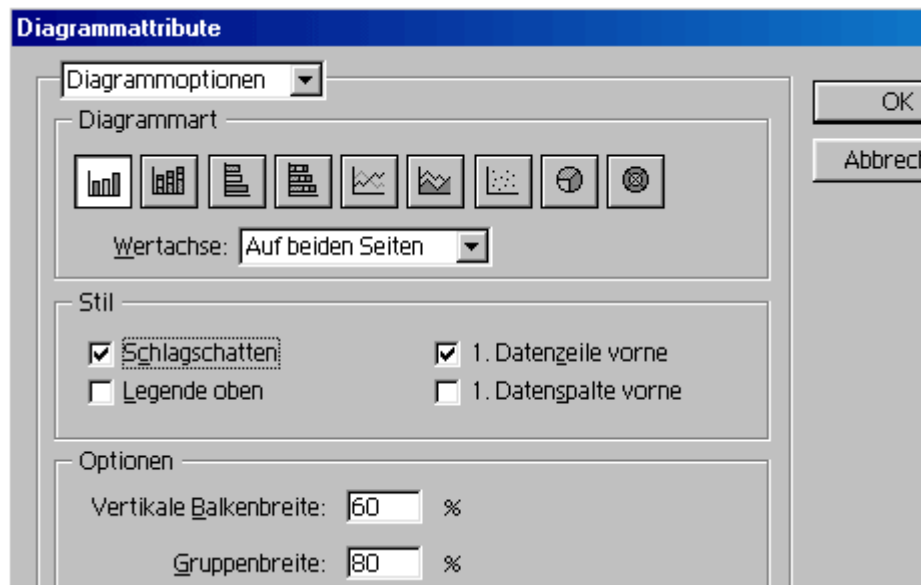 Diagrammattribute
Diagrammoptionen
OK
Diagrammart
Abbrech
Wertachse: Auf beiden Seiten
Stil
Schlagschatten 1. Datenzeile vorne
Legende oben 1. Datenspalte vorne
Optionen
Vertikale Balkenbreite: 60 %
Gruppenbreite: 80 %